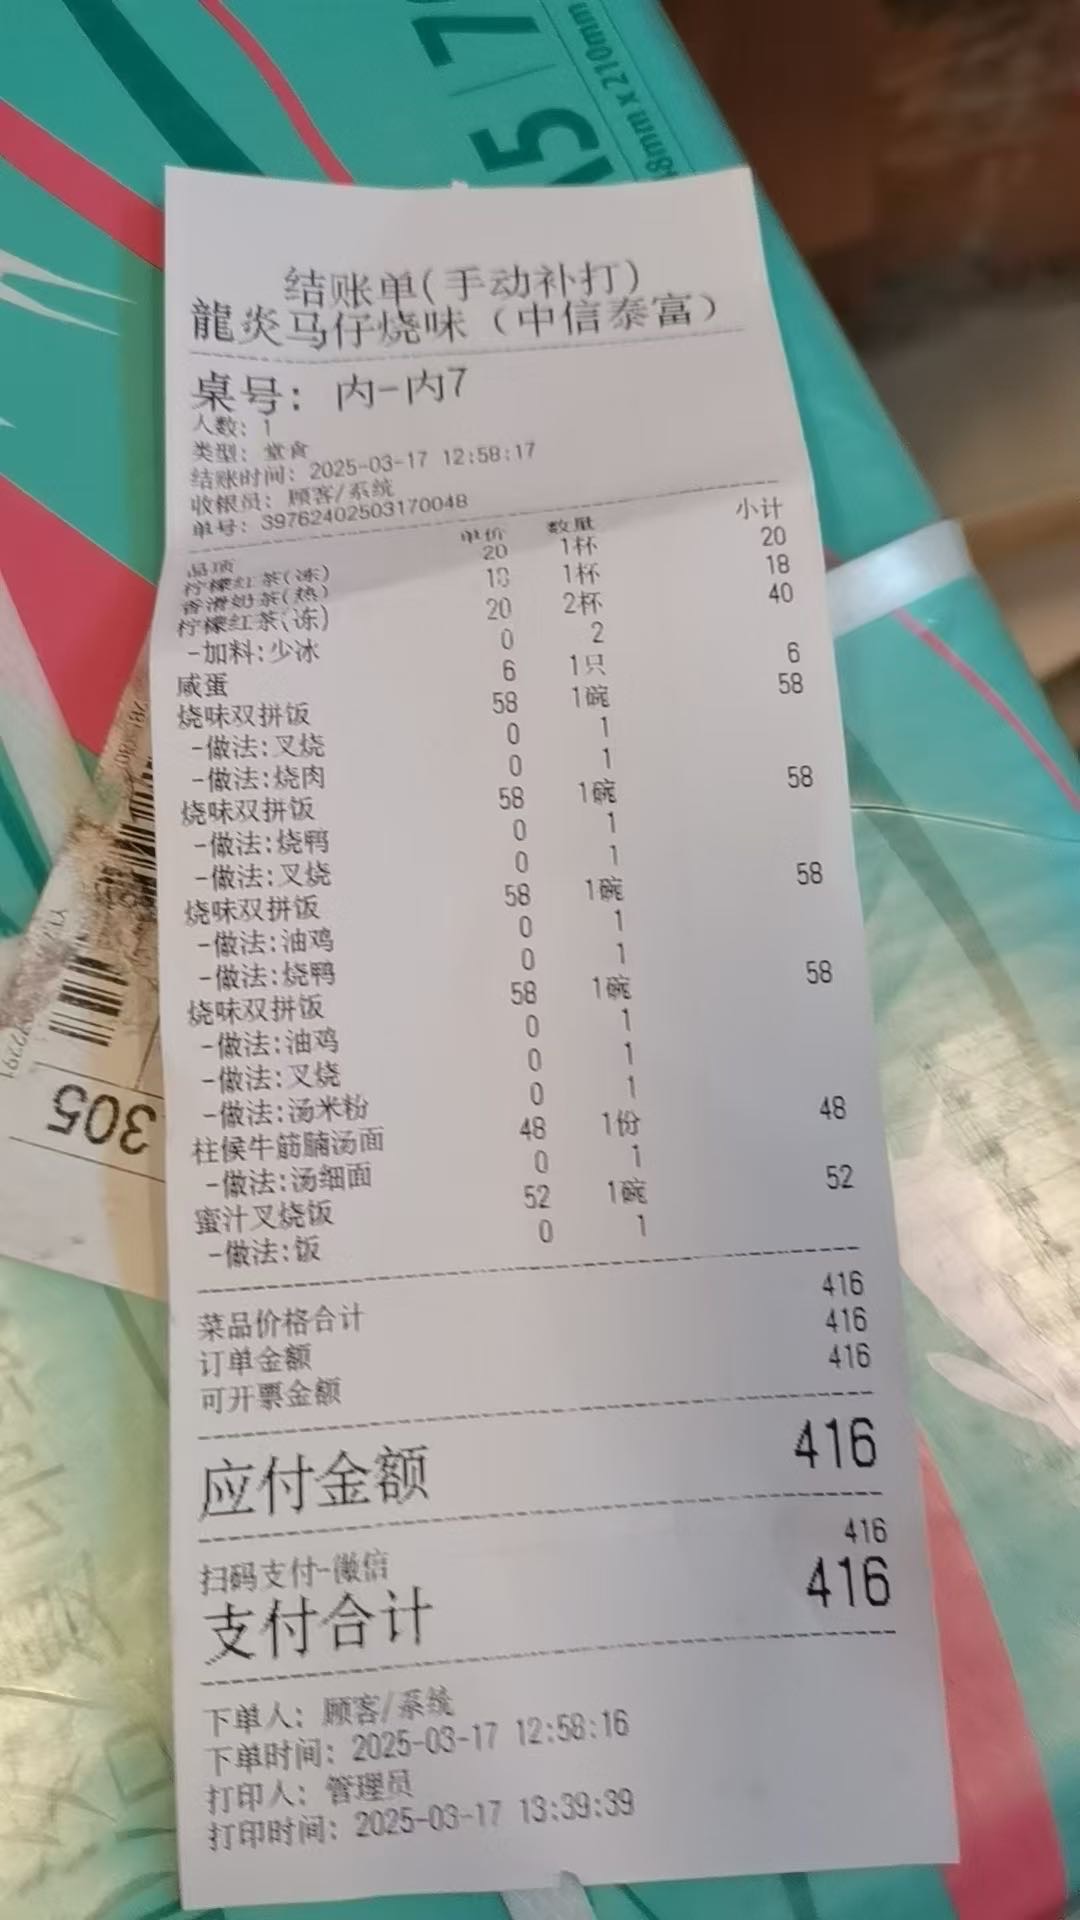 5/7
8mm x 210mm
A5
结账单(手动补打)
龍炎马仔烧味（中信泰富）
桌号: 内-内7
人数: 1
类型: 堂食
结账时间: 2025-03-17 12:58:17
收银员: 顾客/系统
单号: 39762402503170048
品项 单价 数量 小计
柠檬红茶(冻) 20 1杯 20
香滑奶茶(热) 18 1杯 18
柠檬红茶(冻) 20 2杯 40
-加料:少冰 0 2
咸蛋 6 1只 6
烧味双拼饭 58 1碗 58
-做法:叉烧 0 1
-做法:烧肉 0 1
烧味双拼饭 58 1碗 58
-做法:烧鸭 0 1
-做法:叉烧 0 1
烧味双拼饭 58 1碗 58
-做法:油鸡 0 1
-做法:烧鸭 0 1
烧味双拼饭 58 1碗 58
-做法:油鸡 0 1
-做法:叉烧 0 1
-做法:汤米粉 0 1
柱候牛筋腩汤面 48 1份 48
-做法:汤细面 0 1
蜜汁叉烧饭 52 1碗 52
-做法:饭 0 1
菜品价格合计 416
订单金额 416
可开票金额 416
应付金额 416
扫码支付-微信 416
支付合计 416
下单人: 顾客/系统
下单时间: 2025-03-17 12:58:16
打印人: 管理员
打印时间: 2025-03-17 13:39:39
305